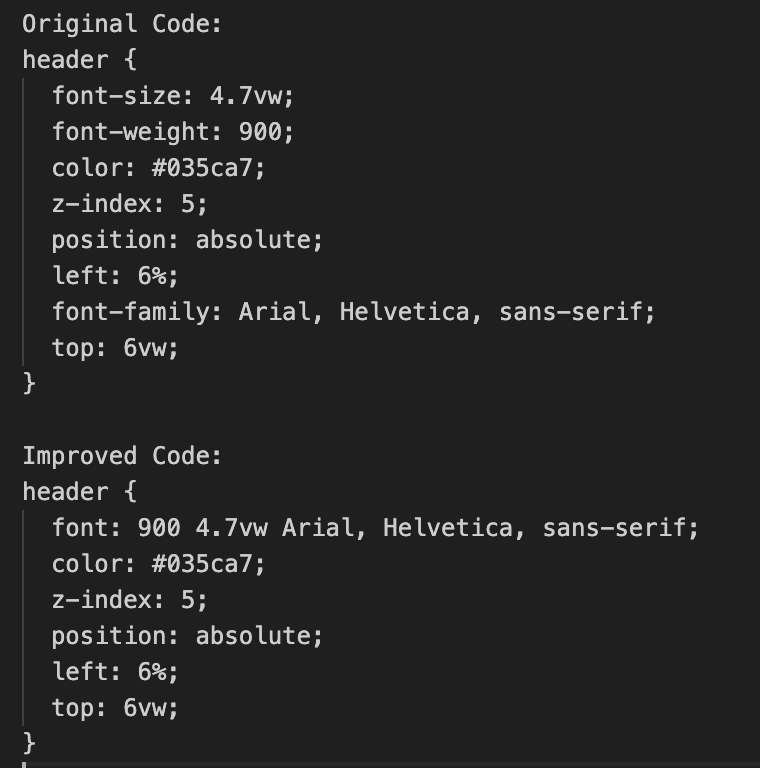 Original Code:
header {
font-size: 4.7vw;
font-weight: 900;
color: #035ca7;
z-index: 5;
position: absolute;
left: 6%;
font-family: Arial, Helvetica, sans-serif;
top: 6vw;
}
Improved Code:
header {
font: 900 4.7vw Arial, Helvetica, sans-serif;
color: #035ca7;
z-index: 5;
position: absolute;
left: 6%;
top: 6vw;
}